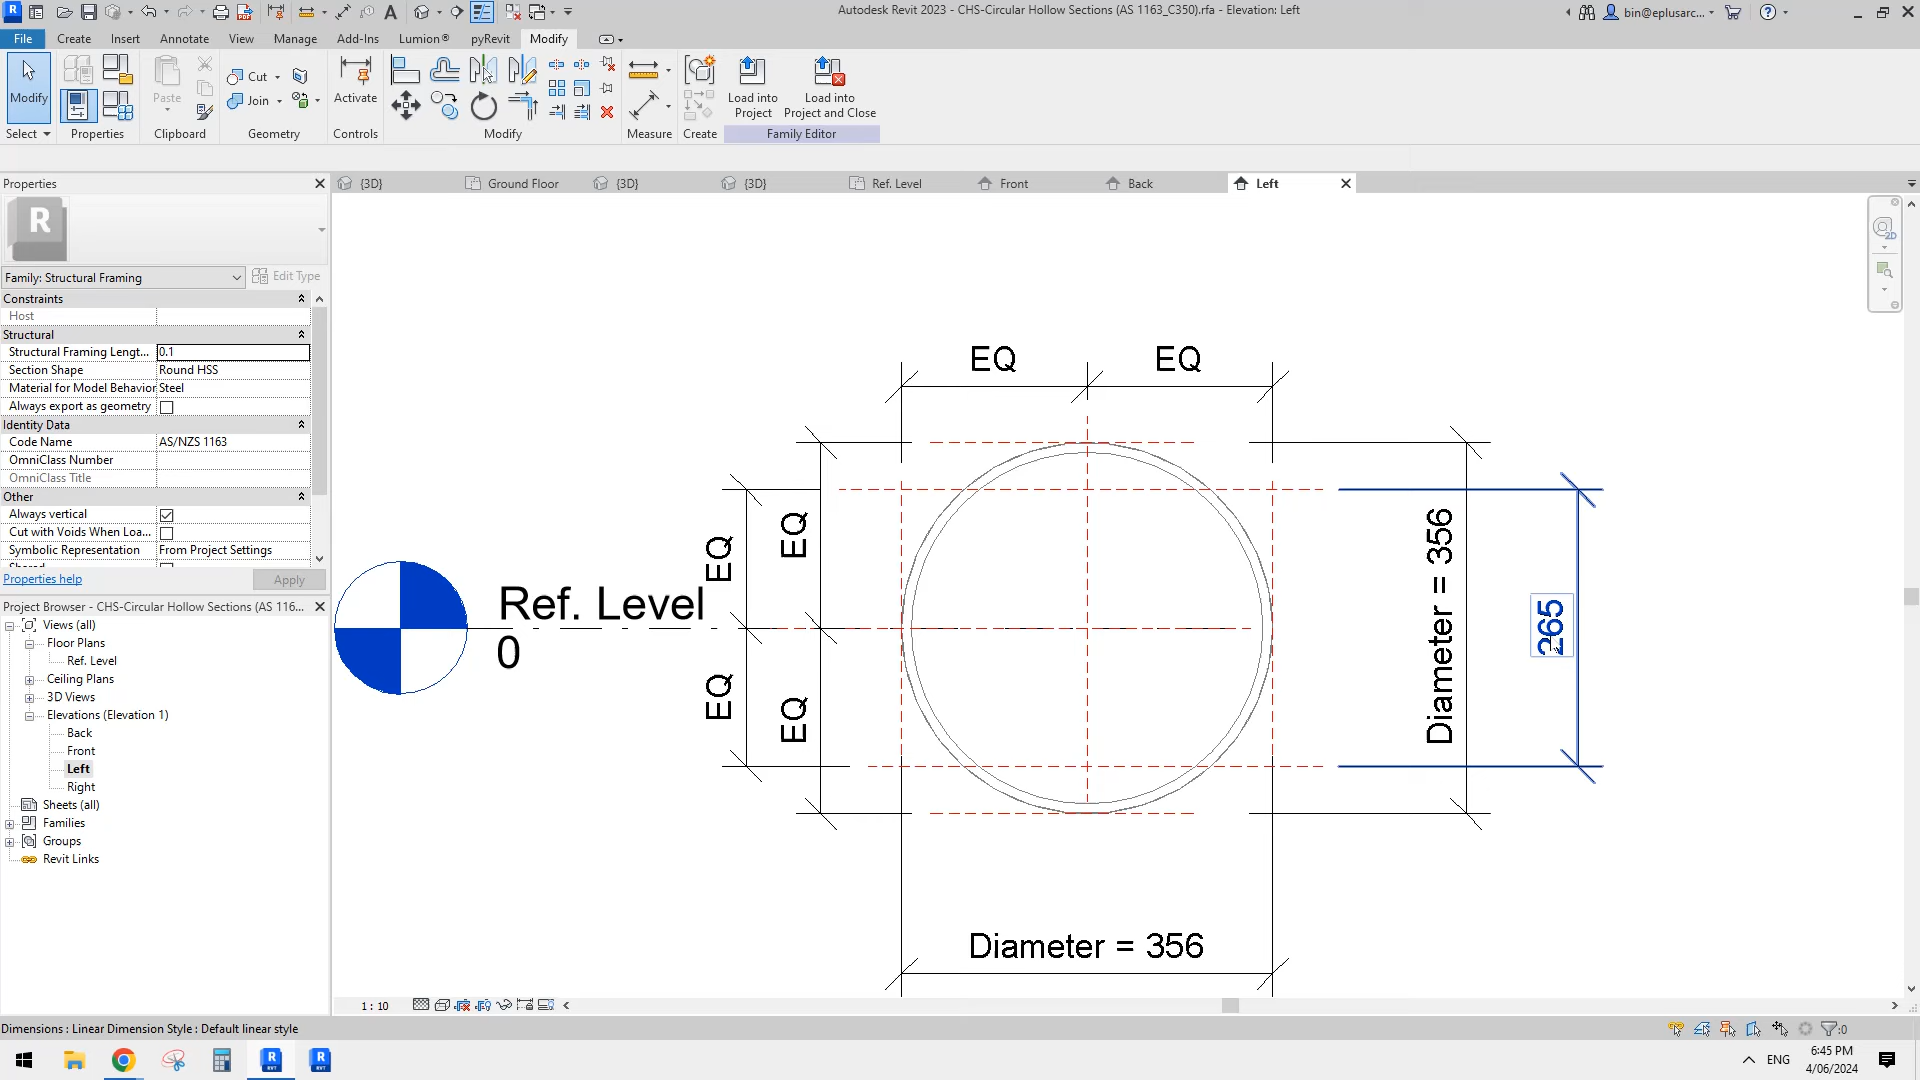 Autodesk Revit 2023 - CHS-Circular Hollow Sections (AS 1163_C350).rfa - Elevation: Left
bin@eplusarc...
File Create Insert Annotate View Manage Add-Ins Lumion® pyRevit Modify
Modify
Paste
Cut
Join
Activate
Load into
Project
Load into
Project and Close
Select Properties Clipboard Geometry Controls Modify Measure Create Family Editor
Properties
{3D} Ground Floor {3D} {3D} Ref. Level Front Back Left
R
Family: Structural Framing
Edit Type
Constraints
Host
Structural
Structural Framing Lengt... 0.1
Section Shape Round HSS
Material for Model Behavior Steel
Always export as geometry
Identity Data
Code Name AS/NZS 1163
OmniClass Number
OmniClass Title
Other
Always vertical
Cut with Voids When Loa...
Symbolic Representation From Project Settings
Properties help
Apply
Project Browser - CHS-Circular Hollow Sections (AS 116...
Views (all)
Floor Plans
Ref. Level
Ceiling Plans
3D Views
Elevations (Elevation 1)
Back
Front
Left
Right
Sheets (all)
Families
Groups
Revit Links
EQ EQ
EQ
EQ
EQ
EQ
Ref. Level
0
Diameter = 356
265
Diameter = 356
2D
1 : 10
Dimensions : Linear Dimension Style : Default linear style
:0
ENG
6:45 PM
4/06/2024